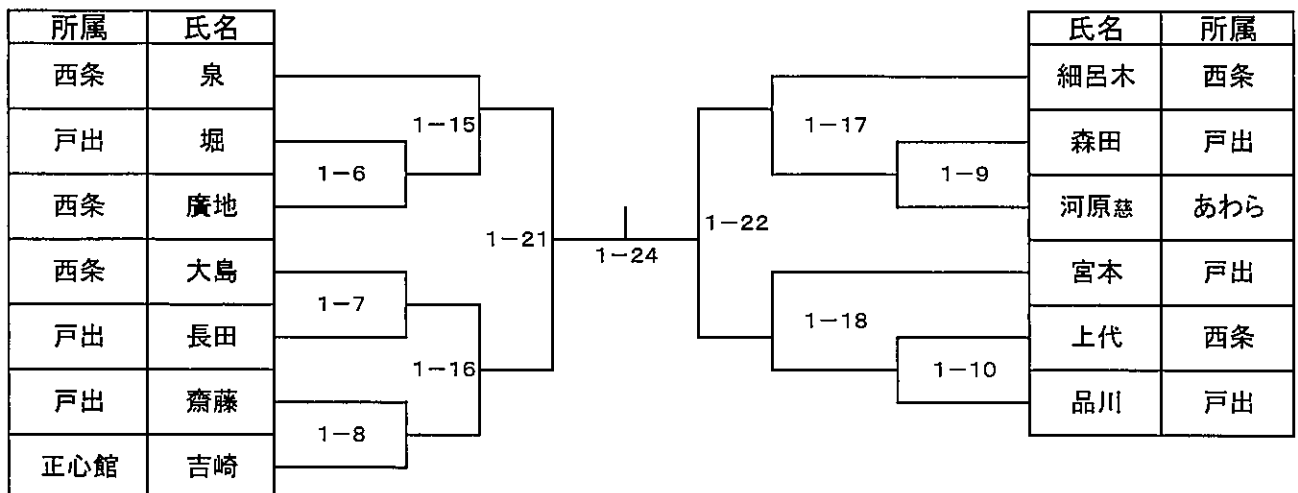 所属 氏名
西条 泉
戸出 堀
西条 廣地
西条 大島
戸出 長田
戸出 齋藤
正心館 吉崎
1-6
1-7
1-8
1-15
1-16
1-21
1-24
1-22
1-17
1-18
1-9
1-10
氏名 所属
細呂木 西条
森田 戸出
河原慈 あわら
宮本 戸出
上代 西条
品川 戸出